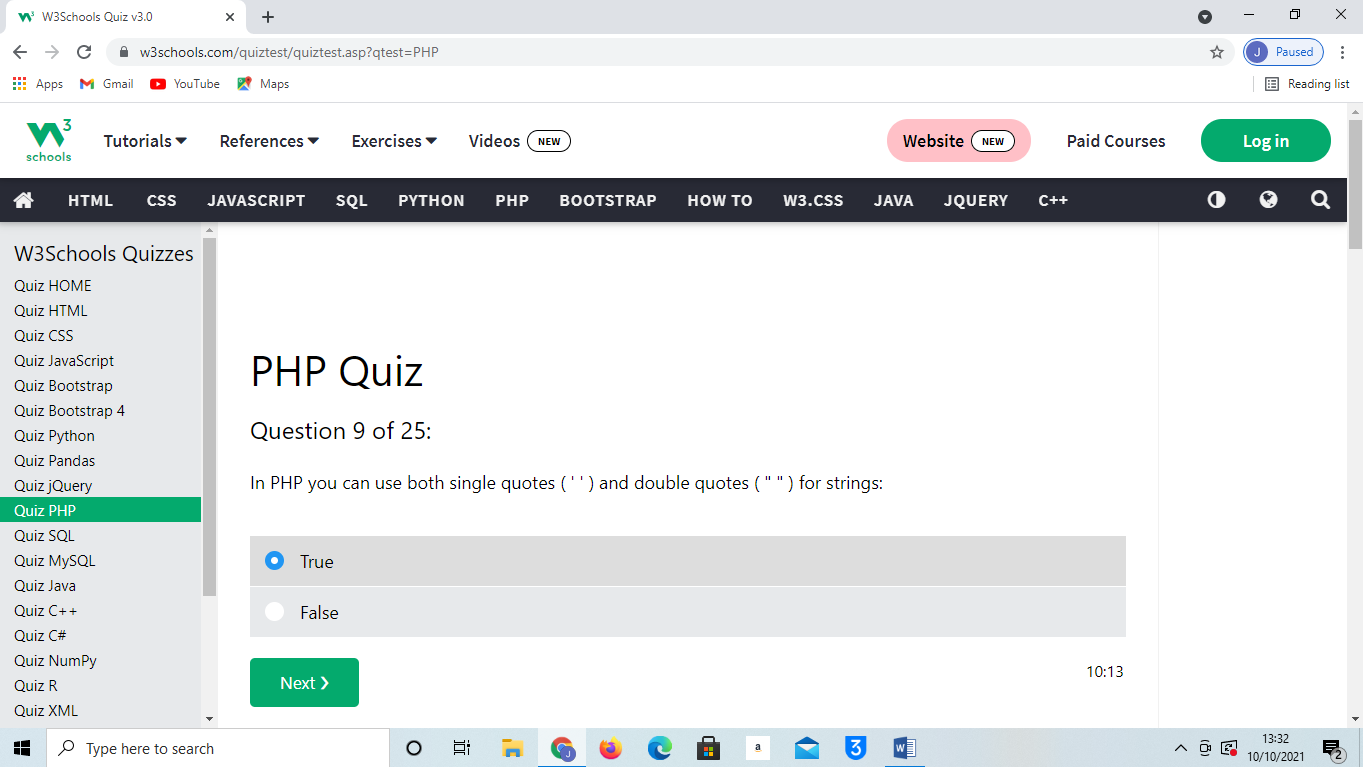 W3Schools Quiz v3.0
w3schools.com/quiztest/quiztest.asp?qtest=PHP
J Paused
Apps Gmail YouTube Maps Reading list
W3 schools Tutorials References Exercises Videos NEW Website NEW Paid Courses Log in
HTML CSS JAVASCRIPT SQL PYTHON PHP BOOTSTRAP HOW TO W3.CSS JAVA JQUERY C++
W3Schools Quizzes
Quiz HOME
Quiz HTML
Quiz CSS
Quiz JavaScript
Quiz Bootstrap
Quiz Bootstrap 4
Quiz Python
Quiz Pandas
Quiz jQuery
Quiz PHP
Quiz SQL
Quiz MySQL
Quiz Java
Quiz C++
Quiz C#
Quiz NumPy
Quiz R
Quiz XML
PHP Quiz
Question 9 of 25:
In PHP you can use both single quotes ( ' ' ) and double quotes ( " " ) for strings:
True
False
Next ❯
10:13
Type here to search
J
a
3
W
13:32
10/10/2021
2